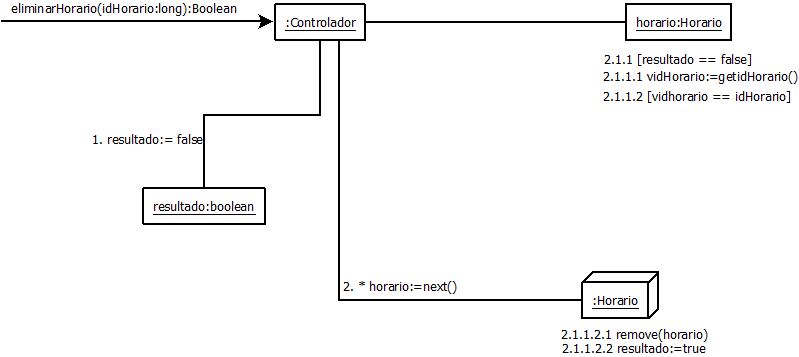 eliminarHorario(idHorario:long):Boolean
:Controlador
horario:Horario
2.1.1 [resultado == false]
2.1.1.1 vidHorario:=getidHorario()
2.1.1.2 [vidhorario == idHorario]
1. resultado:= false
resultado:boolean
2. * horario:=next()
:Horario
2.1.1.2.1 remove(horario)
2.1.1.2.2 resultado:=true